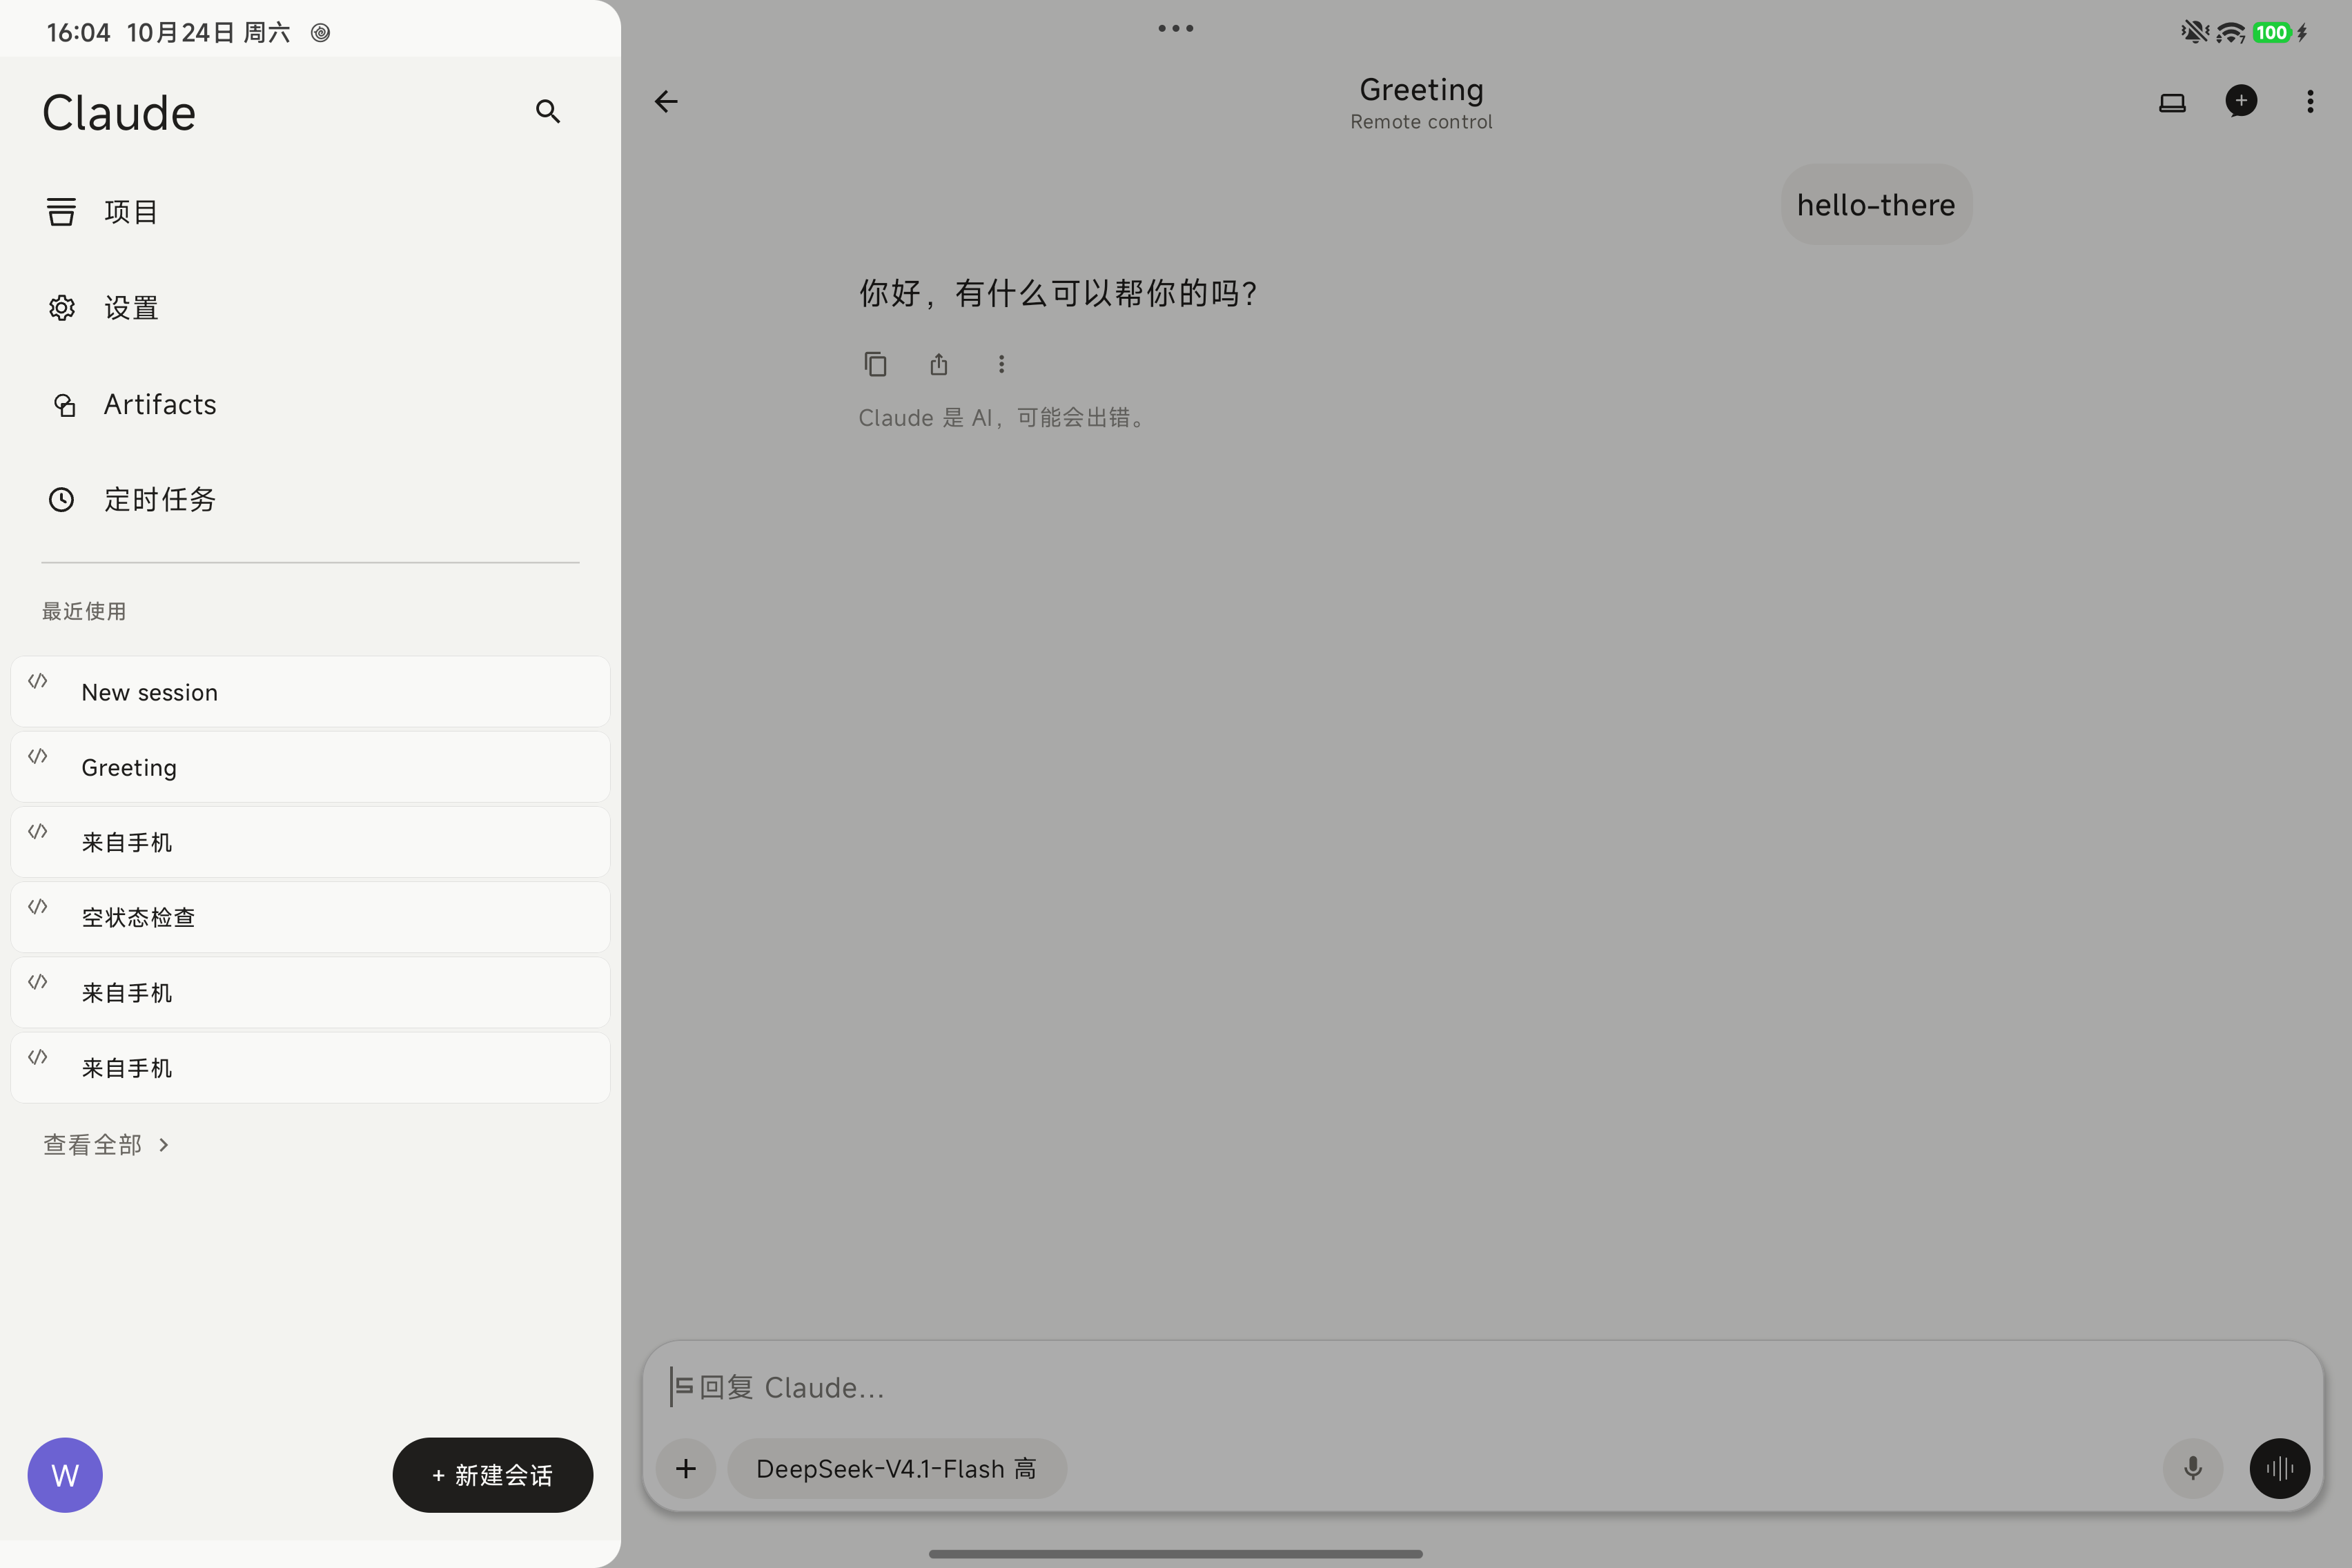 16:04 10月24日 周六
100
Claude
项目
设置
Artifacts
定时任务
最近使用
New session
Greeting
来自手机
空状态检查
来自手机
来自手机
查看全部
W
+ 新建会话
Greeting
Remote control
hello-there
你好，有什么可以帮你的吗？
Claude 是 AI，可能会出错。
回复 Claude...
DeepSeek-V4.1-Flash 高